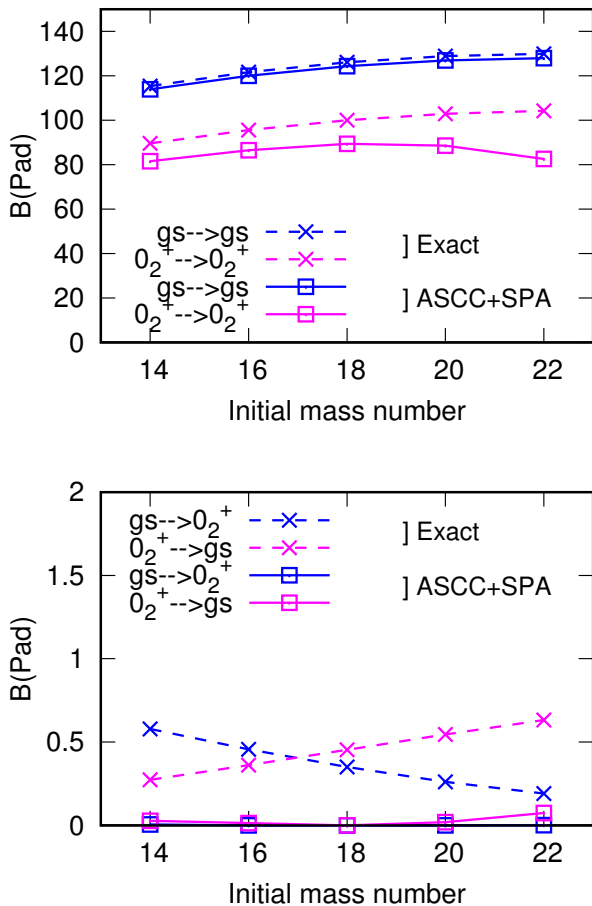 140
120
100
80
60
40
20
0
B(Pad)
gs-->gs
0₂⁺-->0₂⁺
] Exact
gs-->gs
0₂⁺-->0₂⁺
] ASCC+SPA
14 16 18 20 22
Initial mass number
2
1.5
1
0.5
0
B(Pad)
gs-->0₂⁺
0₂⁺-->gs
] Exact
gs-->0₂⁺
0₂⁺-->gs
] ASCC+SPA
14 16 18 20 22
Initial mass number